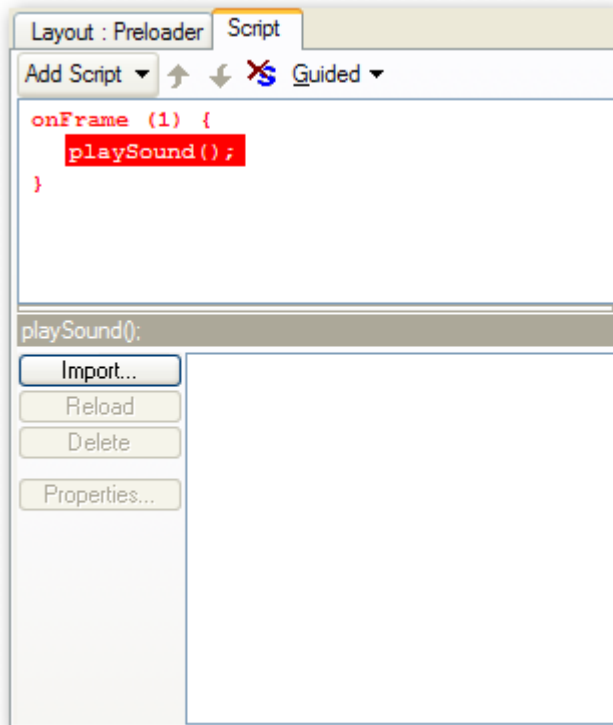 Layout : Preloader Script
Add Script Guided
onFrame (1) {
playSound();
}
playSound();
Import...
Reload
Delete
Properties...